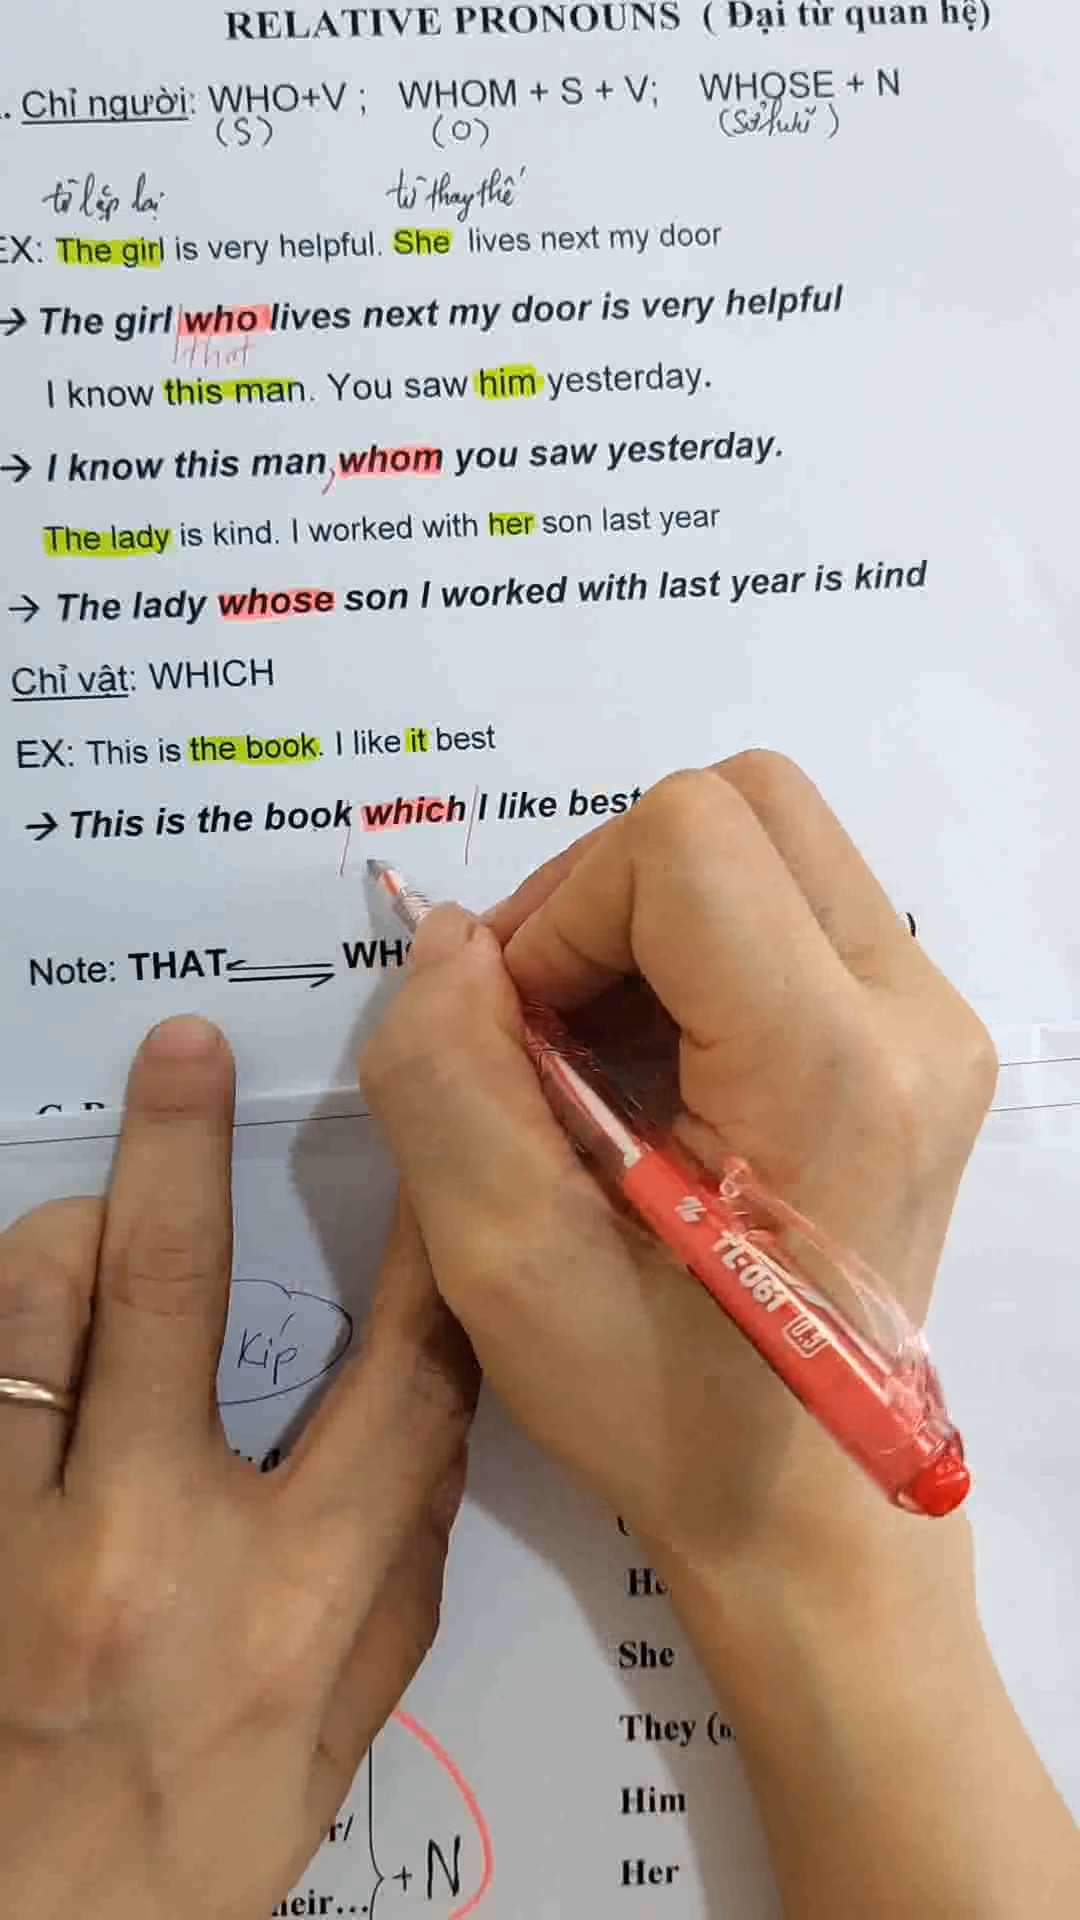 RELATIVE PRONOUNS ( Đại từ quan hệ)
. Chỉ người: WHO+V ; WHOM + S + V; WHOSE + N
(S) (O) (Sở hữu)
từ lặp lại từ thay thế
EX: The girl is very helpful. She lives next my door
→ The girl who lives next my door is very helpful
that
I know this man. You saw him yesterday.
→ I know this man, whom you saw yesterday.
The lady is kind. I worked with her son last year
→ The lady whose son I worked with last year is kind
Chỉ vật: WHICH
EX: This is the book. I like it best
→ This is the book which I like best
Note: THAT
Kíp
TL-061
She
They
Him
Her
+ N